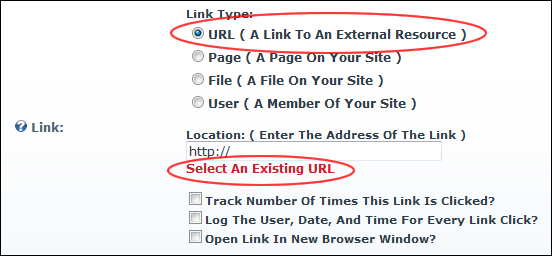 Link Type:
URL ( A Link To An External Resource )
Page ( A Page On Your Site )
File ( A File On Your Site )
User ( A Member Of Your Site )
Link:
Location: ( Enter The Address Of The Link )
http://
Select An Existing URL
Track Number Of Times This Link Is Clicked?
Log The User, Date, And Time For Every Link Click?
Open Link In New Browser Window?